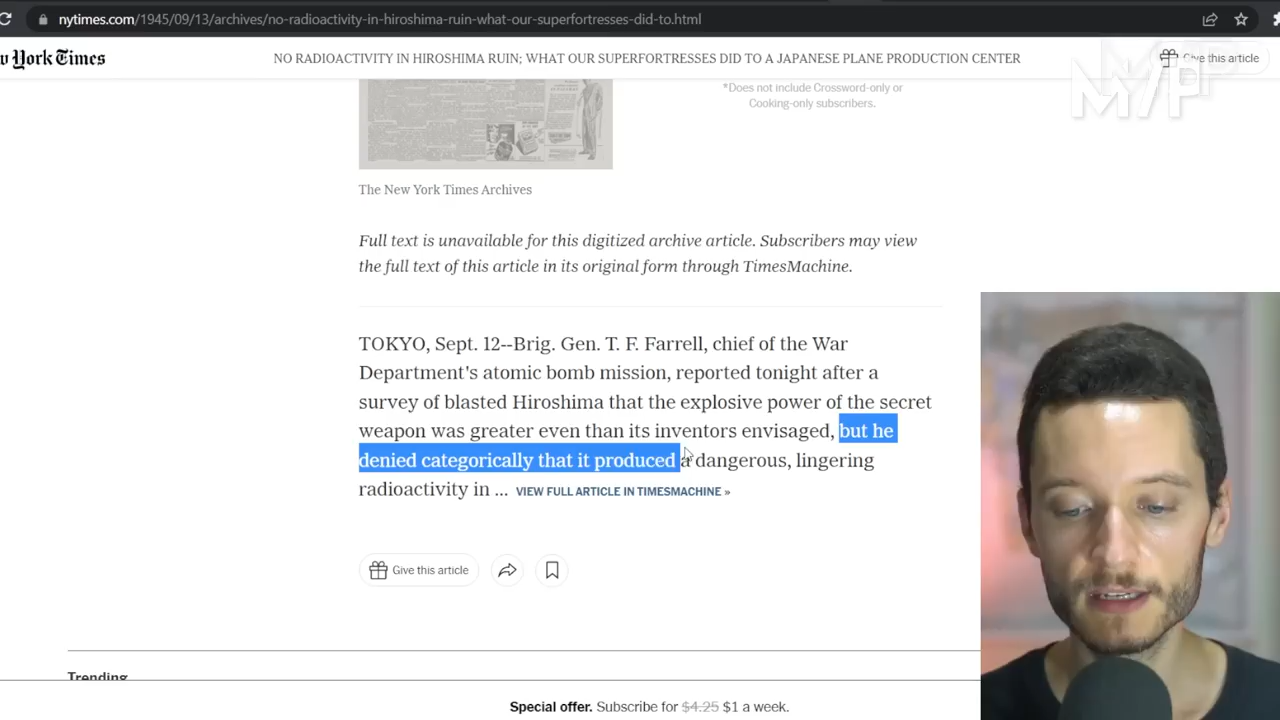 nytimes.com/1945/09/13/archives/no-radioactivity-in-hiroshima-ruin-what-our-superfortresses-did-to.html
w York Times
NO RADIOACTIVITY IN HIROSHIMA RUIN; WHAT OUR SUPERFORTRESSES DID TO A JAPANESE PLANE PRODUCTION CENTER
Give this article
*Does not include Crossword-only or
Cooking-only subscribers.
The New York Times Archives
Full text is unavailable for this digitized archive article. Subscribers may view
the full text of this article in its original form through TimesMachine.
TOKYO, Sept. 12--Brig. Gen. T. F. Farrell, chief of the War
Department's atomic bomb mission, reported tonight after a
survey of blasted Hiroshima that the explosive power of the secret
weapon was greater even than its inventors envisaged, but he
denied categorically that it produced a dangerous, lingering
radioactivity in ... VIEW FULL ARTICLE IN TIMESMACHINE »
Give this article
Trending
Special offer. Subscribe for $4.25 $1 a week.